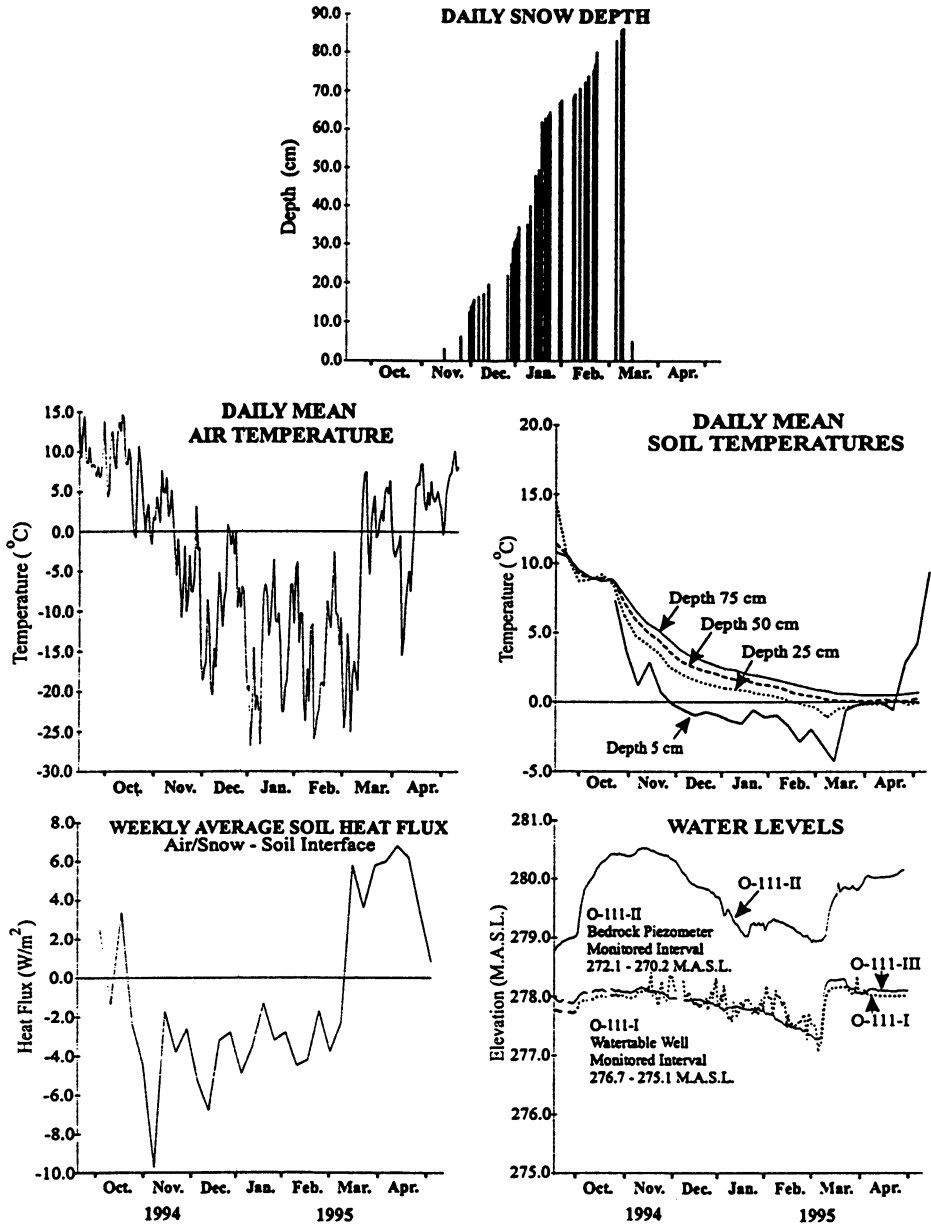 DAILY SNOW DEPTH
90.0
80.0
70.0
60.0
50.0
40.0
30.0
20.0
10.0
0.0
Depth (cm)
Oct. Nov. Dec. Jan. Feb. Mar. Apr.
DAILY MEAN
AIR TEMPERATURE
15.0
10.0
5.0
0.0
-5.0
-10.0
-15.0
-20.0
-25.0
-30.0
Temperature (°C)
Oct. Nov. Dec. Jan. Feb. Mar. Apr.
DAILY MEAN
SOIL TEMPERATURES
20.0
15.0
10.0
5.0
0.0
-5.0
Temperature (°C)
Depth 75 cm
Depth 50 cm
Depth 25 cm
Depth 5 cm
Oct. Nov. Dec. Jan. Feb. Mar. Apr.
WEEKLY AVERAGE SOIL HEAT FLUX
Air/Snow - Soil Interface
8.0
6.0
4.0
2.0
0.0
-2.0
-4.0
-6.0
-8.0
-10.0
Heat Flux (W/m²)
Oct. Nov. Dec. Jan. Feb. Mar. Apr.
1994 1995
WATER LEVELS
281.0
280.0
279.0
278.0
277.0
276.0
275.0
Elevation (M.A.S.L.)
O-111-II
O-111-II
Bedrock Piezometer
Monitored Interval
272.1 - 270.2 M.A.S.L.
O-111-III
O-111-I
O-111-I
Watertable Well
Monitored Interval
276.7 - 275.1 M.A.S.L.
Oct. Nov. Dec. Jan. Feb. Mar. Apr.
1994 1995